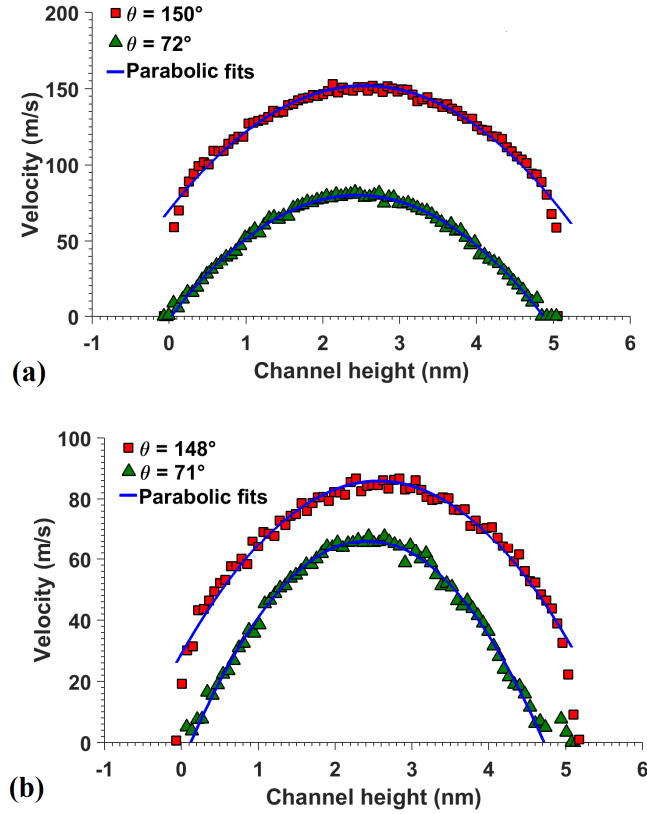 θ = 150°
θ = 72°
Parabolic fits
200
150
100
50
0
Velocity (m/s)
-1 0 1 2 3 4 5 6
Channel height (nm)
(a)
θ = 148°
θ = 71°
Parabolic fits
100
80
60
40
20
0
Velocity (m/s)
-1 0 1 2 3 4 5 6
Channel height (nm)
(b)